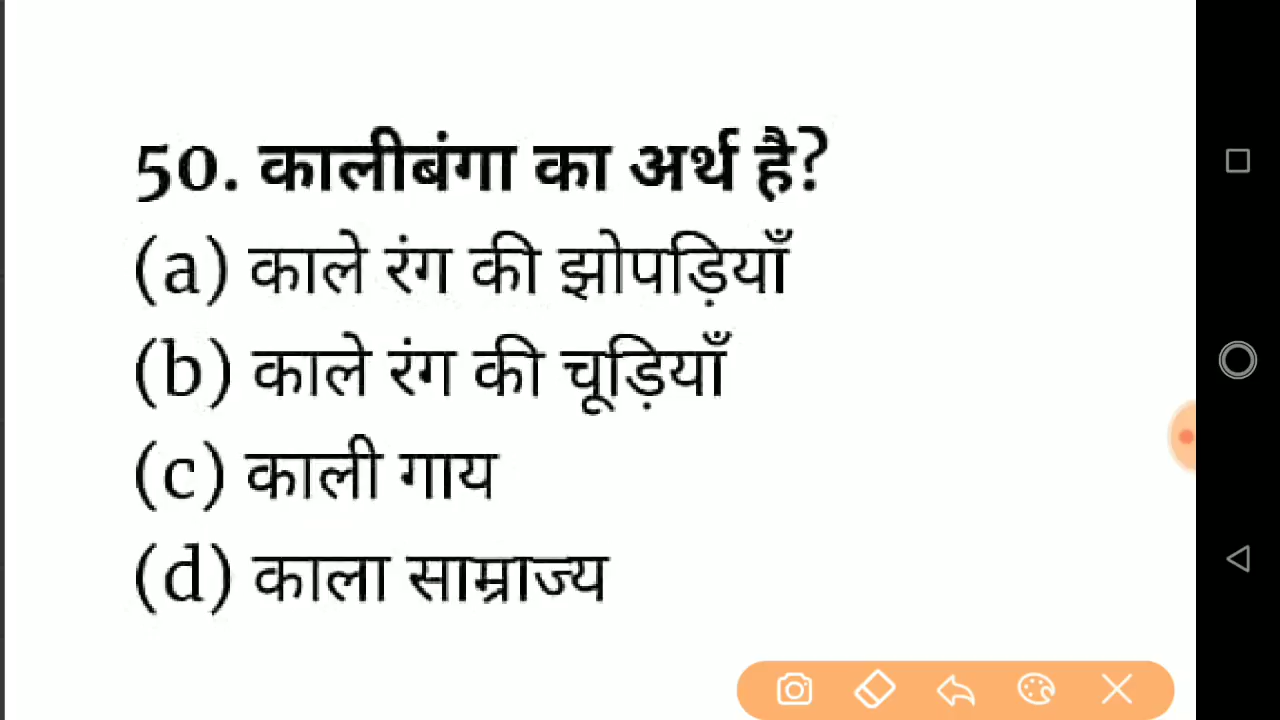 50. कालीबंगा का अर्थ है?
(a) काले रंग की झोपड़ियाँ
(b) काले रंग की चूड़ियाँ
(c) काली गाय
(d) काला साम्राज्य